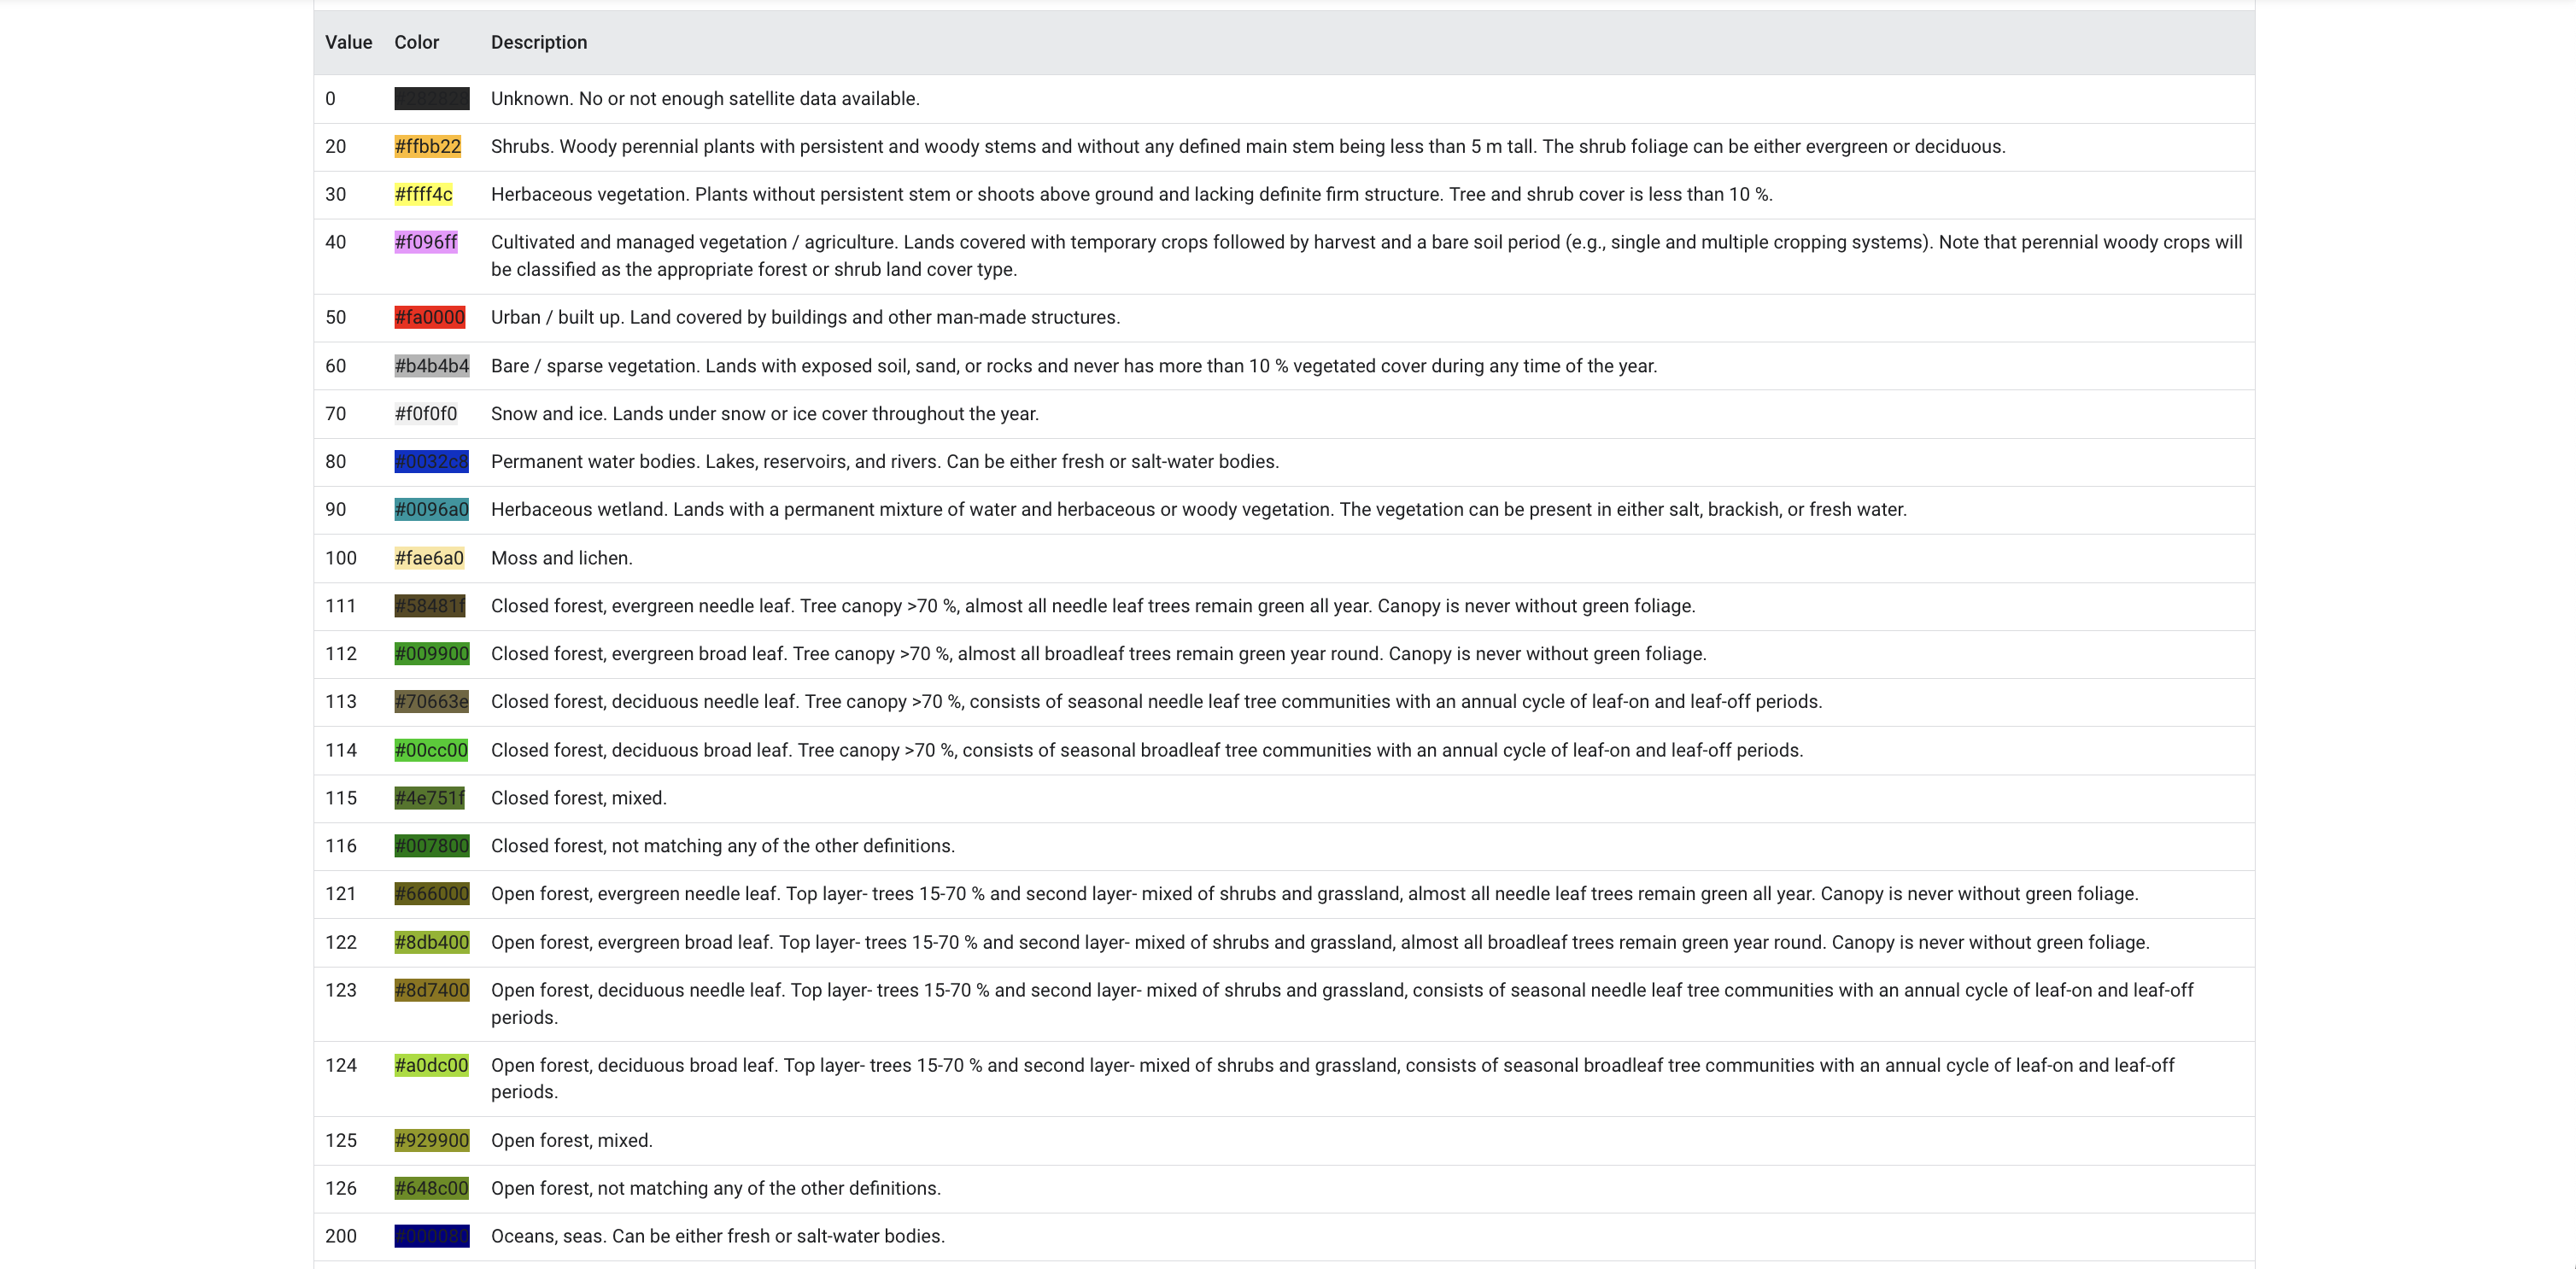 Value Color Description
0 Unknown. No or not enough satellite data available.
20 #ffbb22 Shrubs. Woody perennial plants with persistent and woody stems and without any defined main stem being less than 5 m tall. The shrub foliage can be either evergreen or deciduous.
30 #ffff4c Herbaceous vegetation. Plants without persistent stem or shoots above ground and lacking definite firm structure. Tree and shrub cover is less than 10 %.
40 #f096ff Cultivated and managed vegetation / agriculture. Lands covered with temporary crops followed by harvest and a bare soil period (e.g., single and multiple cropping systems). Note that perennial woody crops will
be classified as the appropriate forest or shrub land cover type.
50 #fa0000 Urban / built up. Land covered by buildings and other man-made structures.
60 #b4b4b4 Bare / sparse vegetation. Lands with exposed soil, sand, or rocks and never has more than 10 % vegetated cover during any time of the year.
70 #f0f0f0 Snow and ice. Lands under snow or ice cover throughout the year.
80 #0032c8 Permanent water bodies. Lakes, reservoirs, and rivers. Can be either fresh or salt-water bodies.
90 #0096a0 Herbaceous wetland. Lands with a permanent mixture of water and herbaceous or woody vegetation. The vegetation can be present in either salt, brackish, or fresh water.
100 #fae6a0 Moss and lichen.
111 #58481f Closed forest, evergreen needle leaf. Tree canopy >70 %, almost all needle leaf trees remain green all year. Canopy is never without green foliage.
112 #009900 Closed forest, evergreen broad leaf. Tree canopy >70 %, almost all broadleaf trees remain green year round. Canopy is never without green foliage.
113 #70663e Closed forest, deciduous needle leaf. Tree canopy >70 %, consists of seasonal needle leaf tree communities with an annual cycle of leaf-on and leaf-off periods.
114 #00cc00 Closed forest, deciduous broad leaf. Tree canopy >70 %, consists of seasonal broadleaf tree communities with an annual cycle of leaf-on and leaf-off periods.
115 #4e751f Closed forest, mixed.
116 #007800 Closed forest, not matching any of the other definitions.
121 #666000 Open forest, evergreen needle leaf. Top layer- trees 15-70 % and second layer- mixed of shrubs and grassland, almost all needle leaf trees remain green all year. Canopy is never without green foliage.
122 #8db400 Open forest, evergreen broad leaf. Top layer- trees 15-70 % and second layer- mixed of shrubs and grassland, almost all broadleaf trees remain green year round. Canopy is never without green foliage.
123 #8d7400 Open forest, deciduous needle leaf. Top layer- trees 15-70 % and second layer- mixed of shrubs and grassland, consists of seasonal needle leaf tree communities with an annual cycle of leaf-on and leaf-off
periods.
124 #a0dc00 Open forest, deciduous broad leaf. Top layer- trees 15-70 % and second layer- mixed of shrubs and grassland, consists of seasonal broadleaf tree communities with an annual cycle of leaf-on and leaf-off
periods.
125 #929900 Open forest, mixed.
126 #648c00 Open forest, not matching any of the other definitions.
200 #000080 Oceans, seas. Can be either fresh or salt-water bodies.